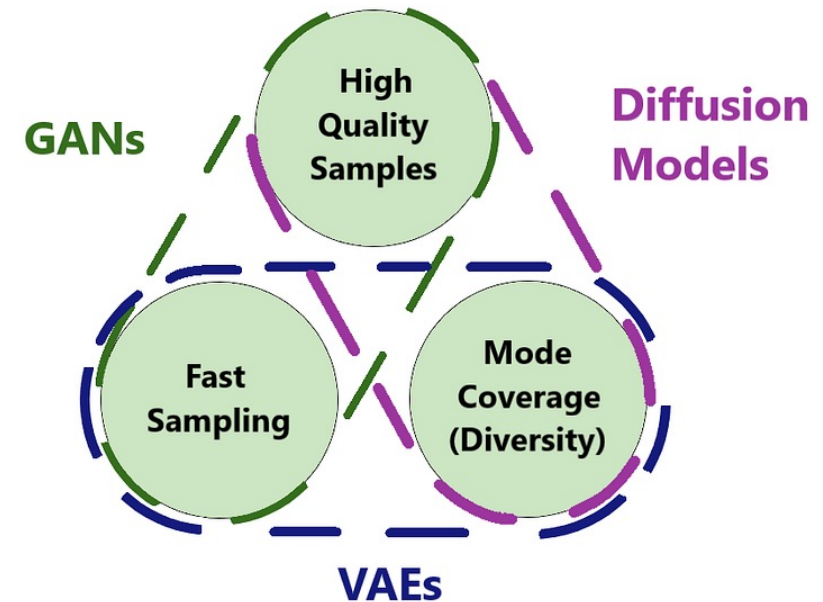 High
Quality
Samples
GANs
Diffusion
Models
Fast
Sampling
Mode
Coverage
(Diversity)
VAEs